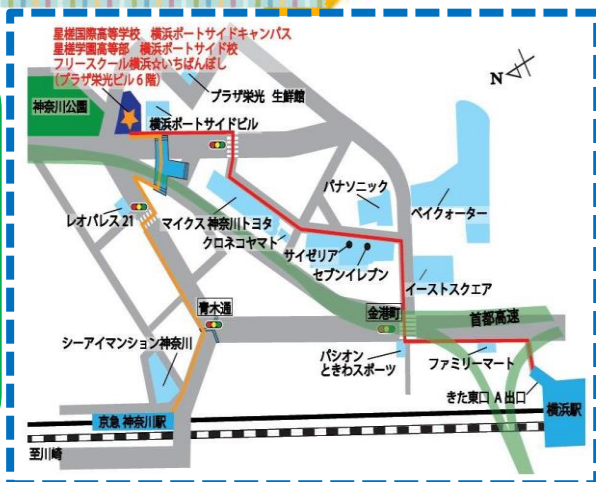 星槎国際高等学校 横浜ポートサイドキャンパス
星槎学園高等部 横浜ポートサイド校
フリースクール横浜☆いちばんぼし
(プラザ栄光ビル6階)
神奈川公園
プラザ栄光 生鮮館
横浜ポートサイドビル
N
レオパレス21
マイクス 神奈川トヨタ
クロネコヤマト
パナソニック
ベイクォーター
サイゼリア
セブンイレブン
イーストスクエア
青木通
金港町
首都高速
シーアイマンション神奈川
パシオン
ときわスポーツ
ファミリーマート
きた東口 A出口
横浜駅
京急 神奈川駅
至川崎